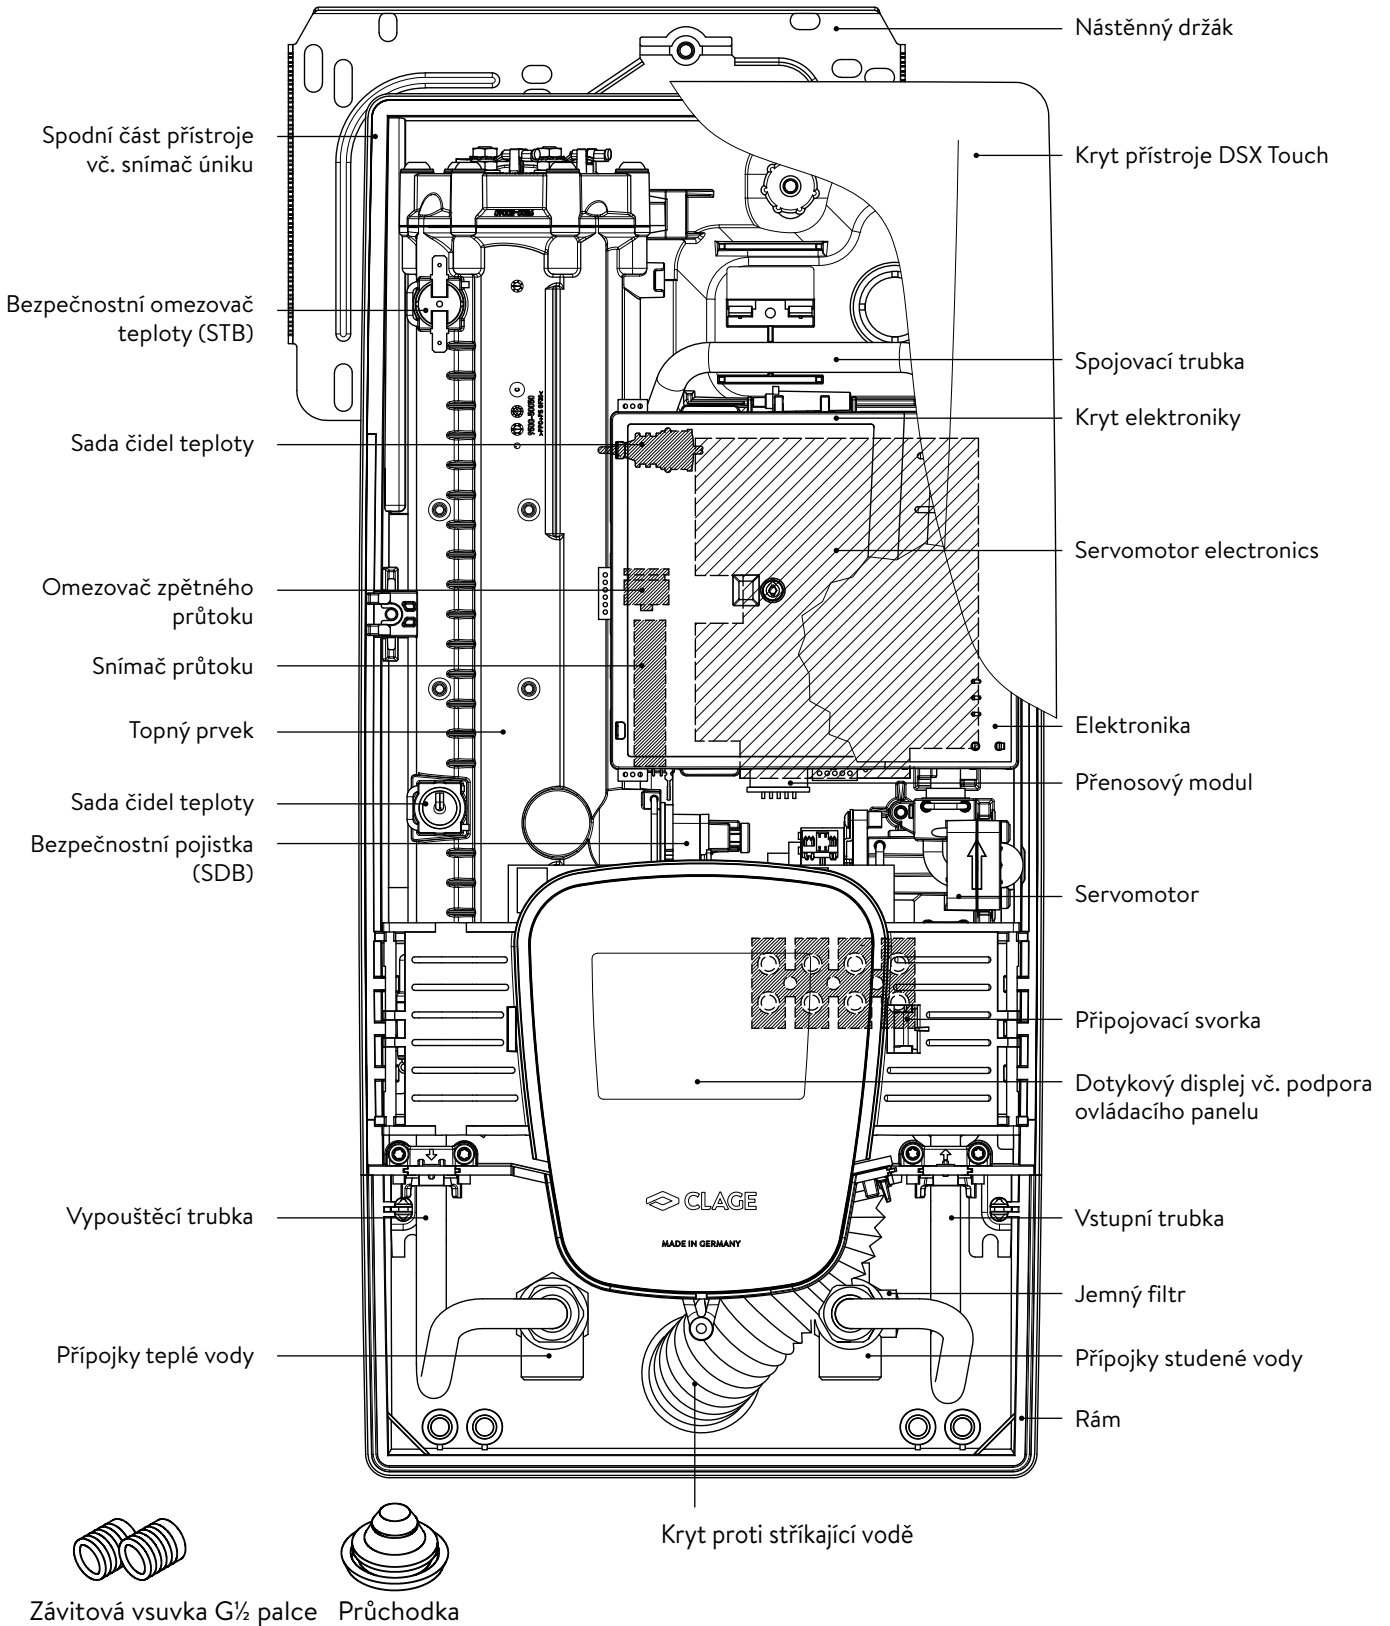 Nástěnný držák
Spodní část přístroje
vč. snímač úniku
Kryt přístroje DSX Touch
Bezpečnostní omezovač
teploty (STB)
Spojovací trubka
Kryt elektroniky
Sada čidel teploty
Servomotor electronics
Omezovač zpětného
průtoku
Snímač průtoku
Topný prvek
Elektronika
Přenosový modul
Sada čidel teploty
Bezpečnostní pojistka
(SDB)
Servomotor
Připojovací svorka
Dotykový displej vč. podpora
ovládacího panelu
CLAGE
MADE IN GERMANY
Vypouštěcí trubka
Vstupní trubka
Jemný filtr
Přípojky teplé vody
Přípojky studené vody
Rám
Kryt proti stříkající vodě
Závitová vsuvka G½ palce
Průchodka